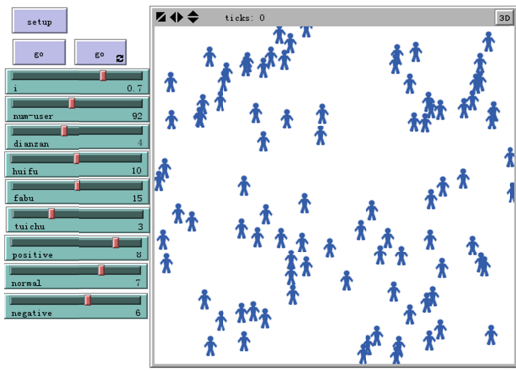 setup
ticks: 0
3D
go
go
i 0.7
num-user 92
dianzan 4
huifu 10
fabu 15
tuichu 3
positive 8
normal 7
negative 6